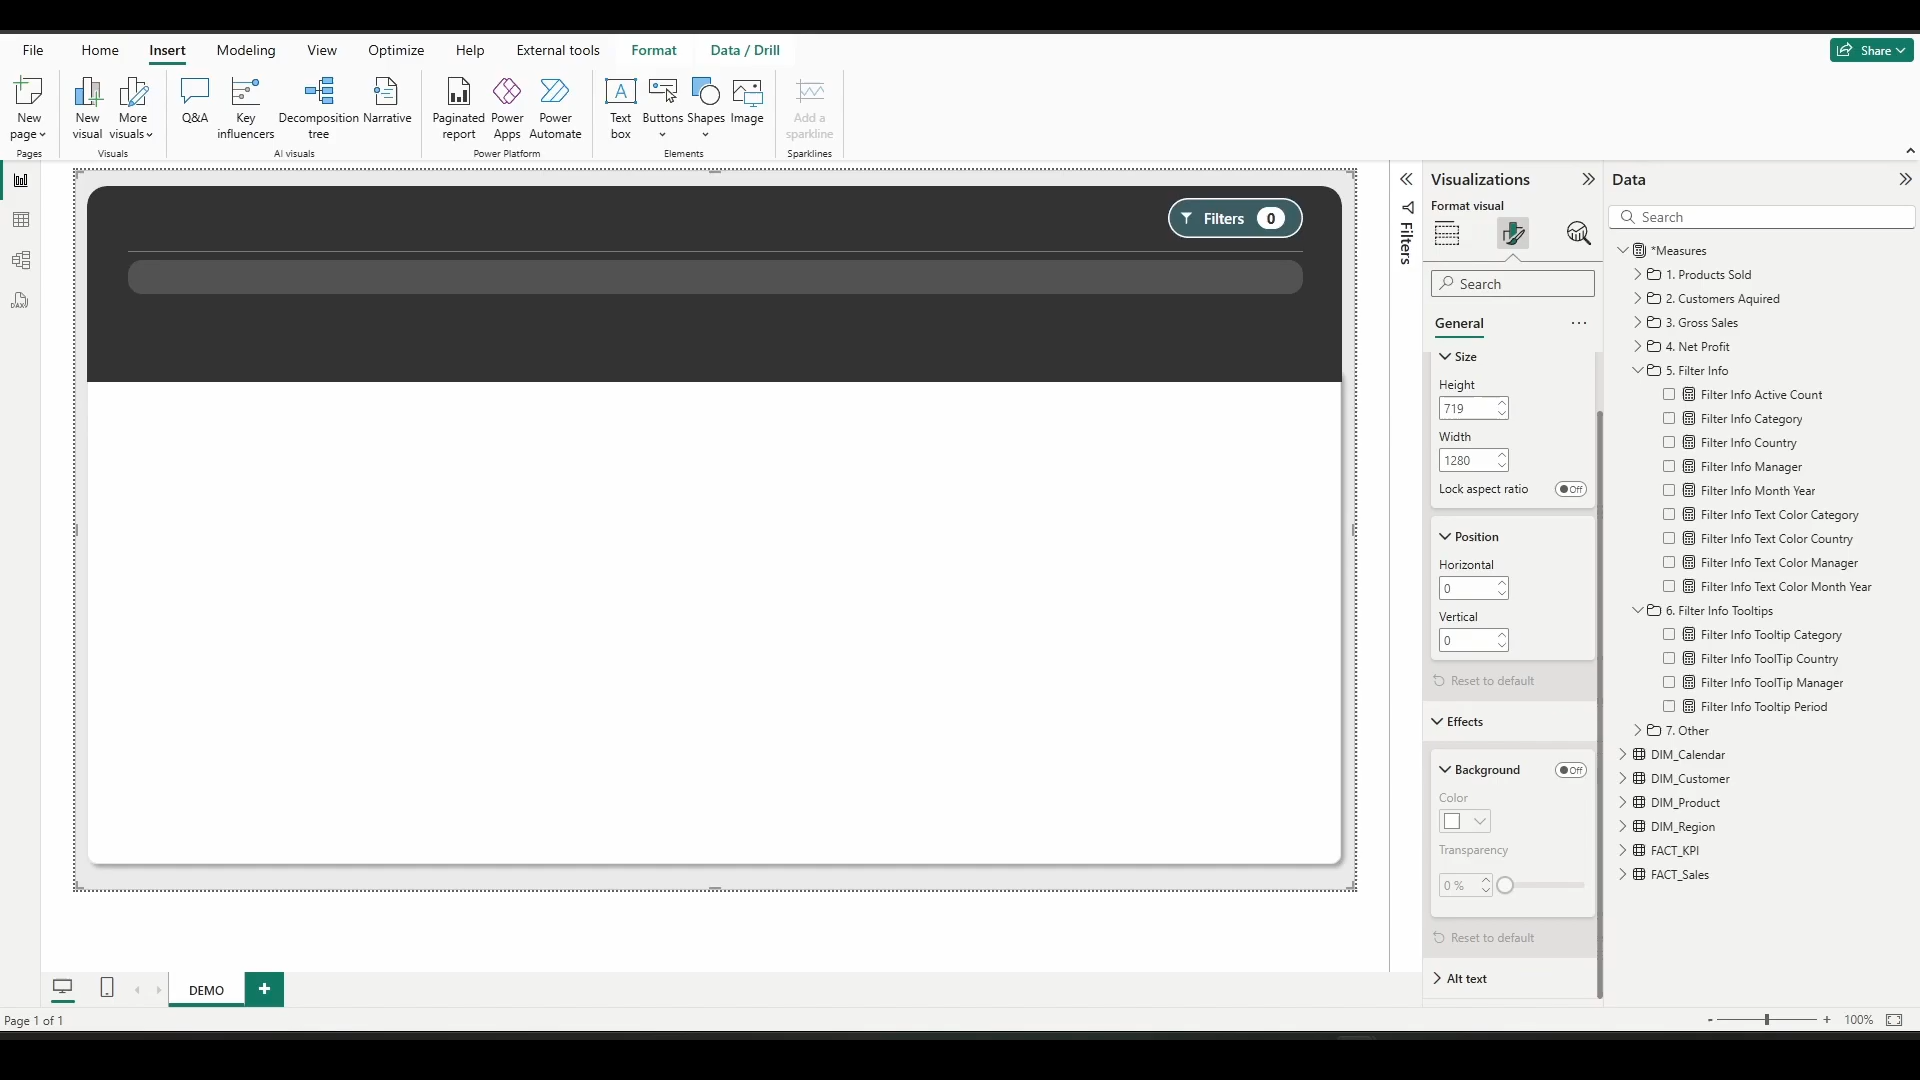 File Home Insert Modeling View Optimize Help External tools Format Data / Drill Share
New page
New visual
More visuals
Q&A
Key influencers
Decomposition tree
Narrative
Paginated report
Power Apps
Power Automate
Text box
Buttons
Shapes
Image
Add a sparkline
Pages Visuals AI visuals Power Platform Elements Sparklines
Filters 0
Filters
Visualizations
Format visual
Search
General
Size
Height
719
Width
1280
Lock aspect ratio Off
Position
Horizontal
0
Vertical
0
Reset to default
Effects
Background Off
Color
Transparency
0 %
Reset to default
Alt text
Data
Search
*Measures
1. Products Sold
2. Customers Aquired
3. Gross Sales
4. Net Profit
5. Filter Info
Filter Info Active Count
Filter Info Category
Filter Info Country
Filter Info Manager
Filter Info Month Year
Filter Info Text Color Category
Filter Info Text Color Country
Filter Info Text Color Manager
Filter Info Text Color Month Year
6. Filter Info Tooltips
Filter Info Tooltip Category
Filter Info ToolTip Country
Filter Info ToolTip Manager
Filter Info Tooltip Period
7. Other
DIM_Calendar
DIM_Customer
DIM_Product
DIM_Region
FACT_KPI
FACT_Sales
DAX
DEMO +
Page 1 of 1
- + 100%